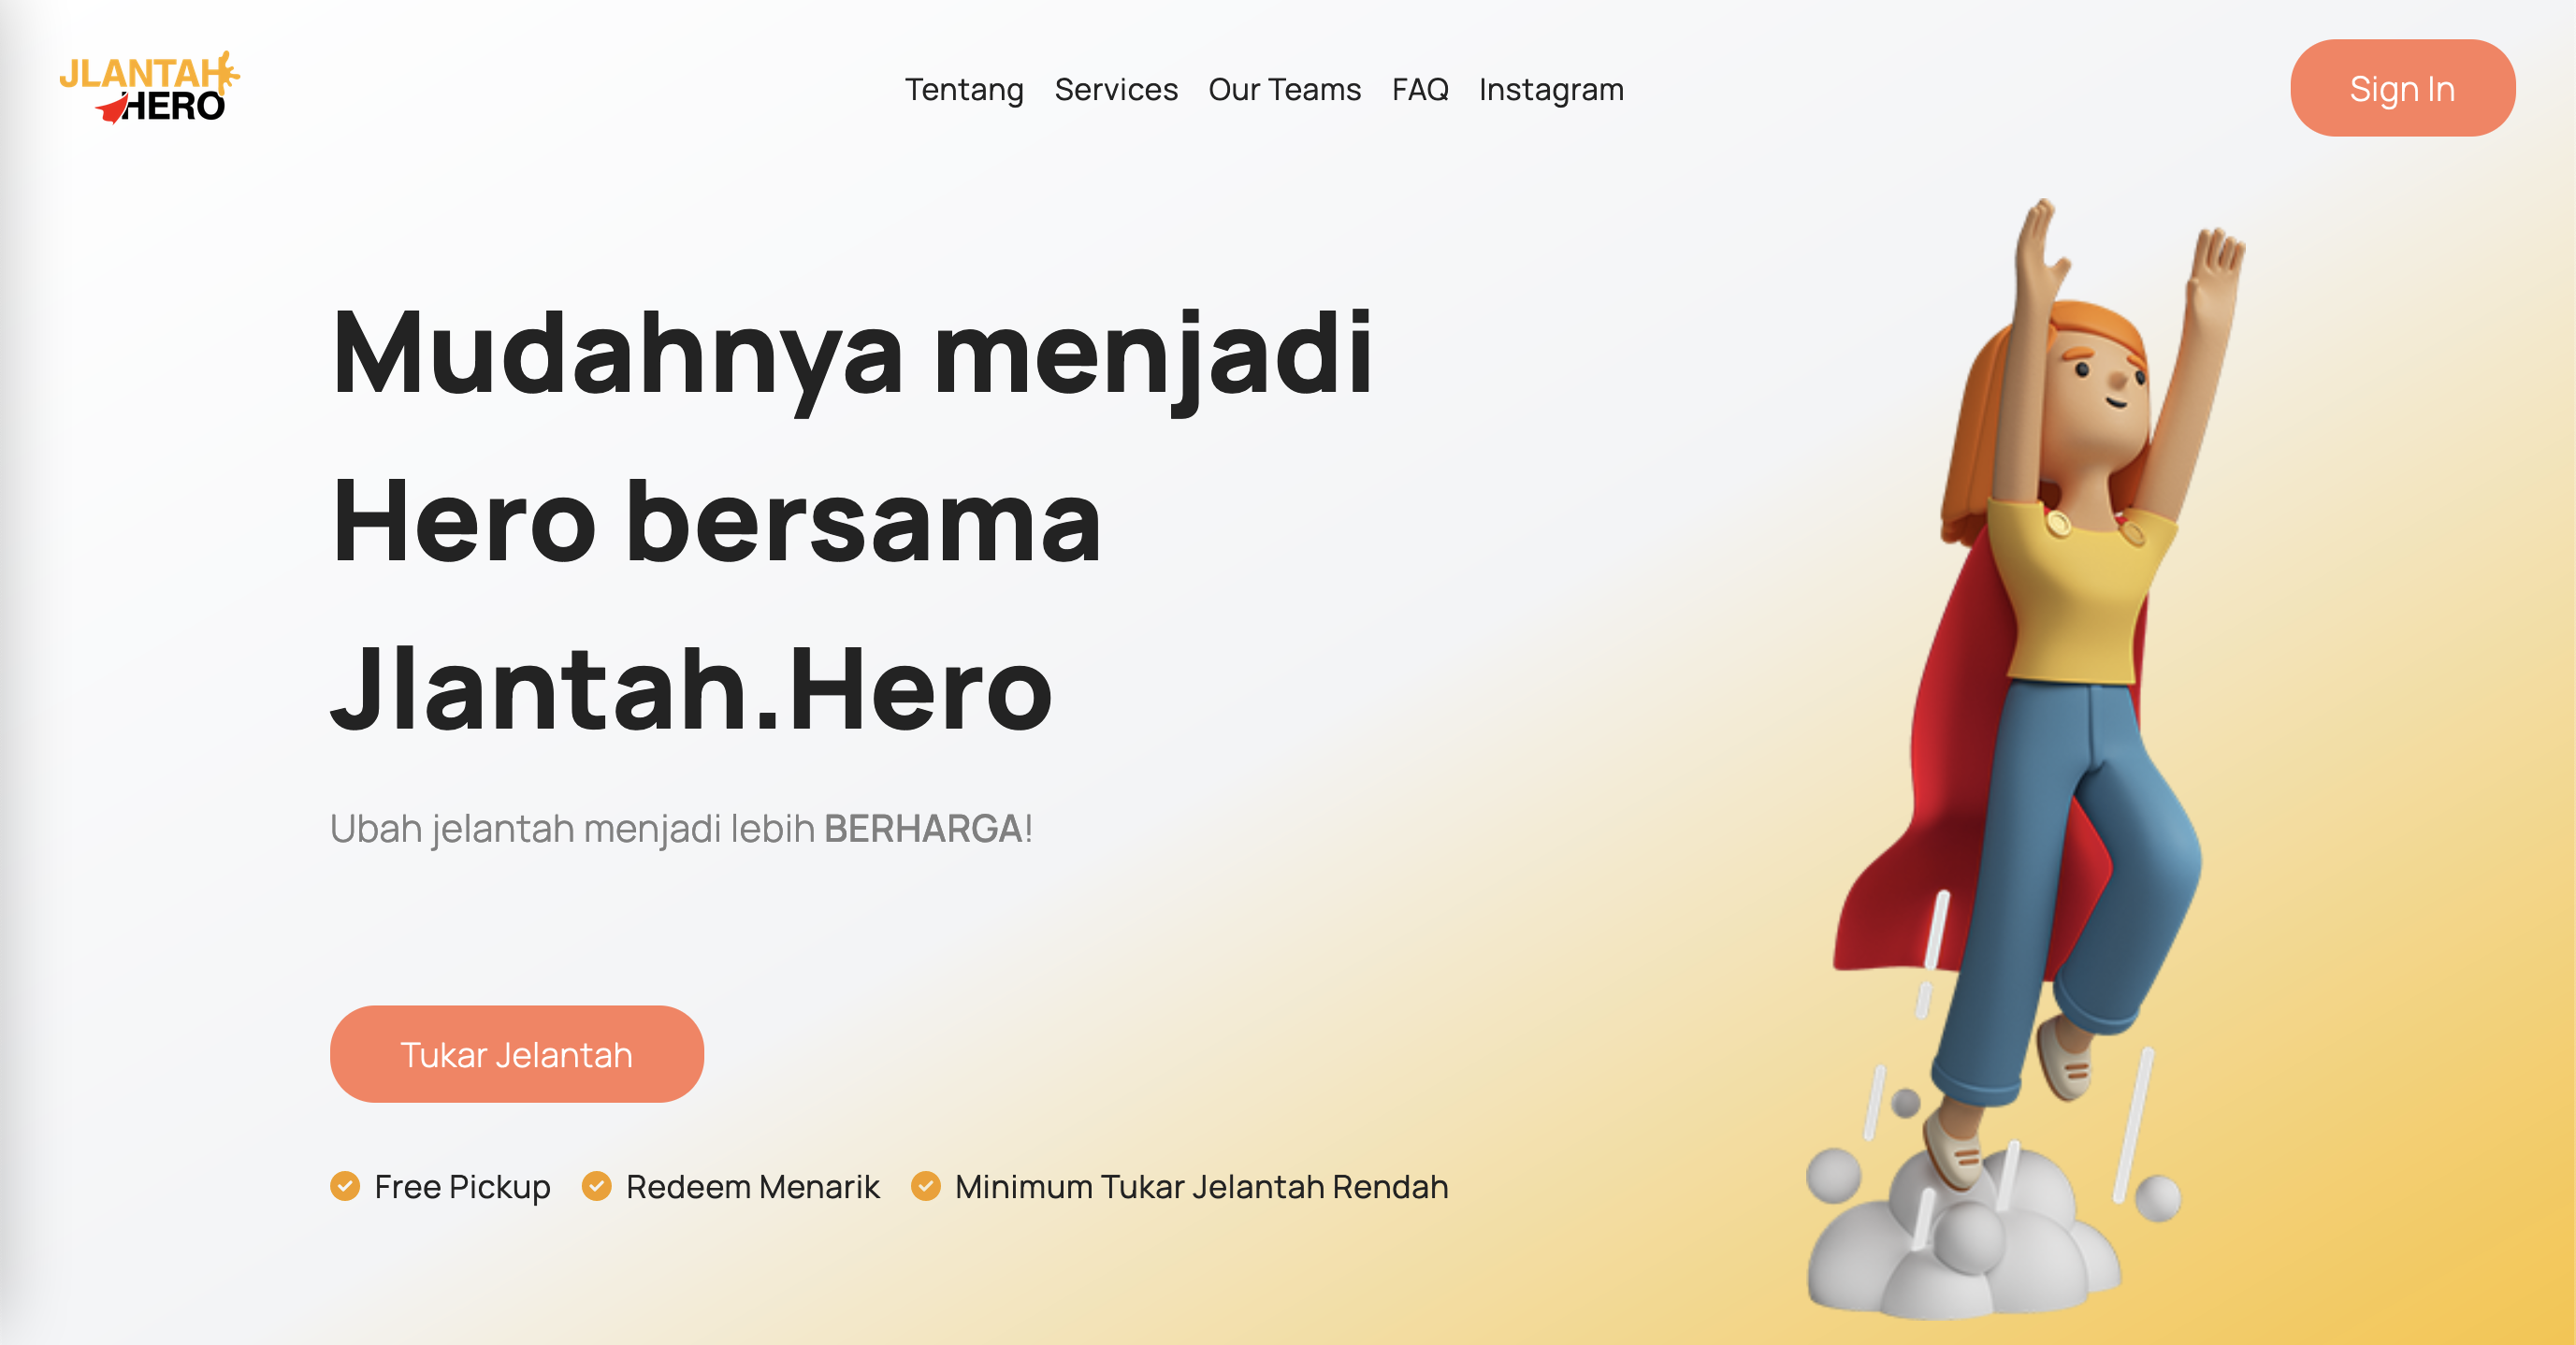 JLANTAH
HERO
Tentang Services Our Teams FAQ Instagram
Sign In
Mudahnya menjadi
Hero bersama
Jlantah.Hero
Ubah jelantah menjadi lebih BERHARGA!
Tukar Jelantah
Free Pickup Redeem Menarik Minimum Tukar Jelantah Rendah